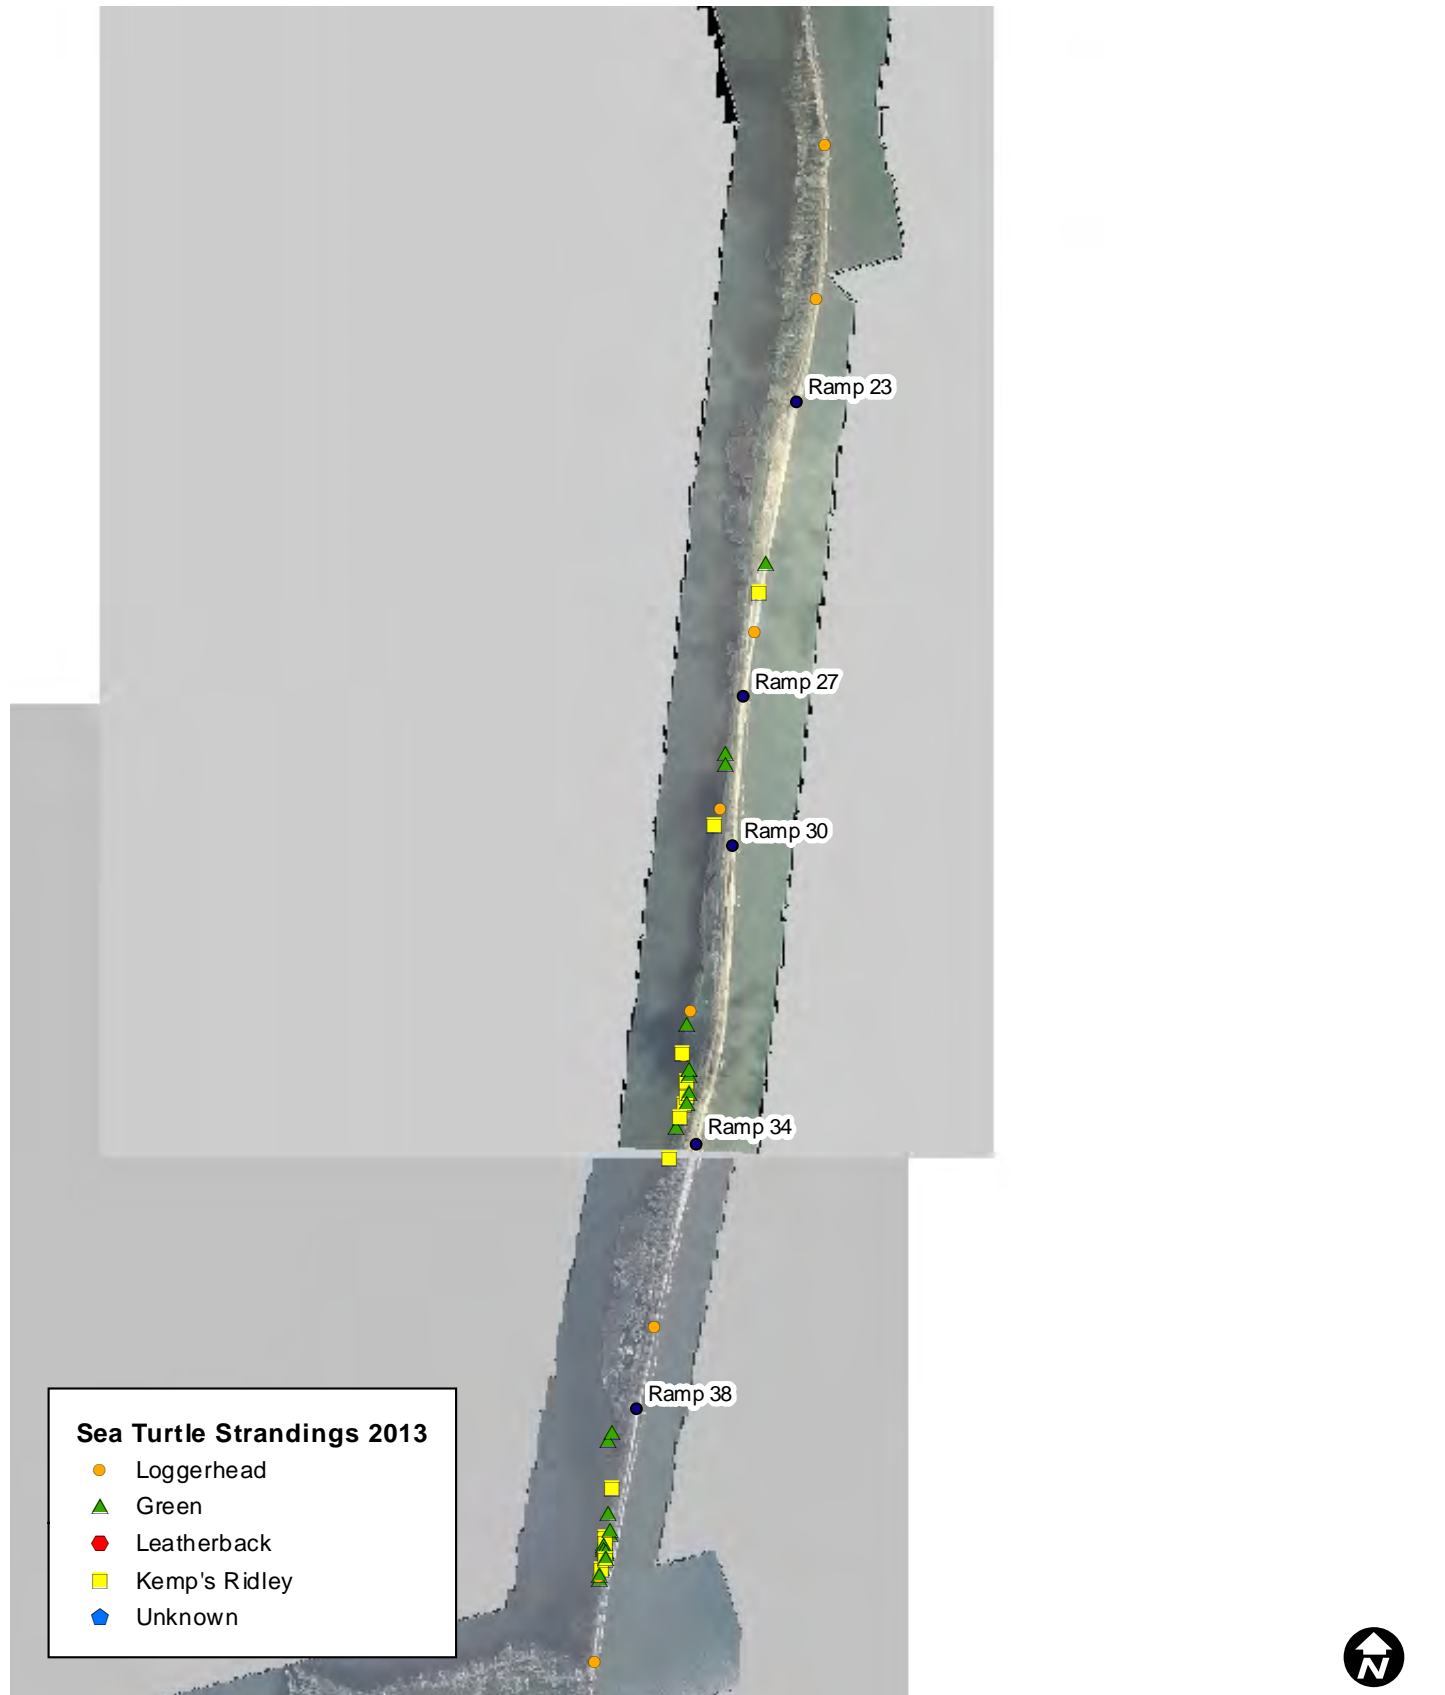 Ramp 23
Ramp 27
Ramp 30
Ramp 34
Ramp 38
Sea Turtle Strandings 2013
Loggerhead
Green
Leatherback
Kemp's Ridley
Unknown
N